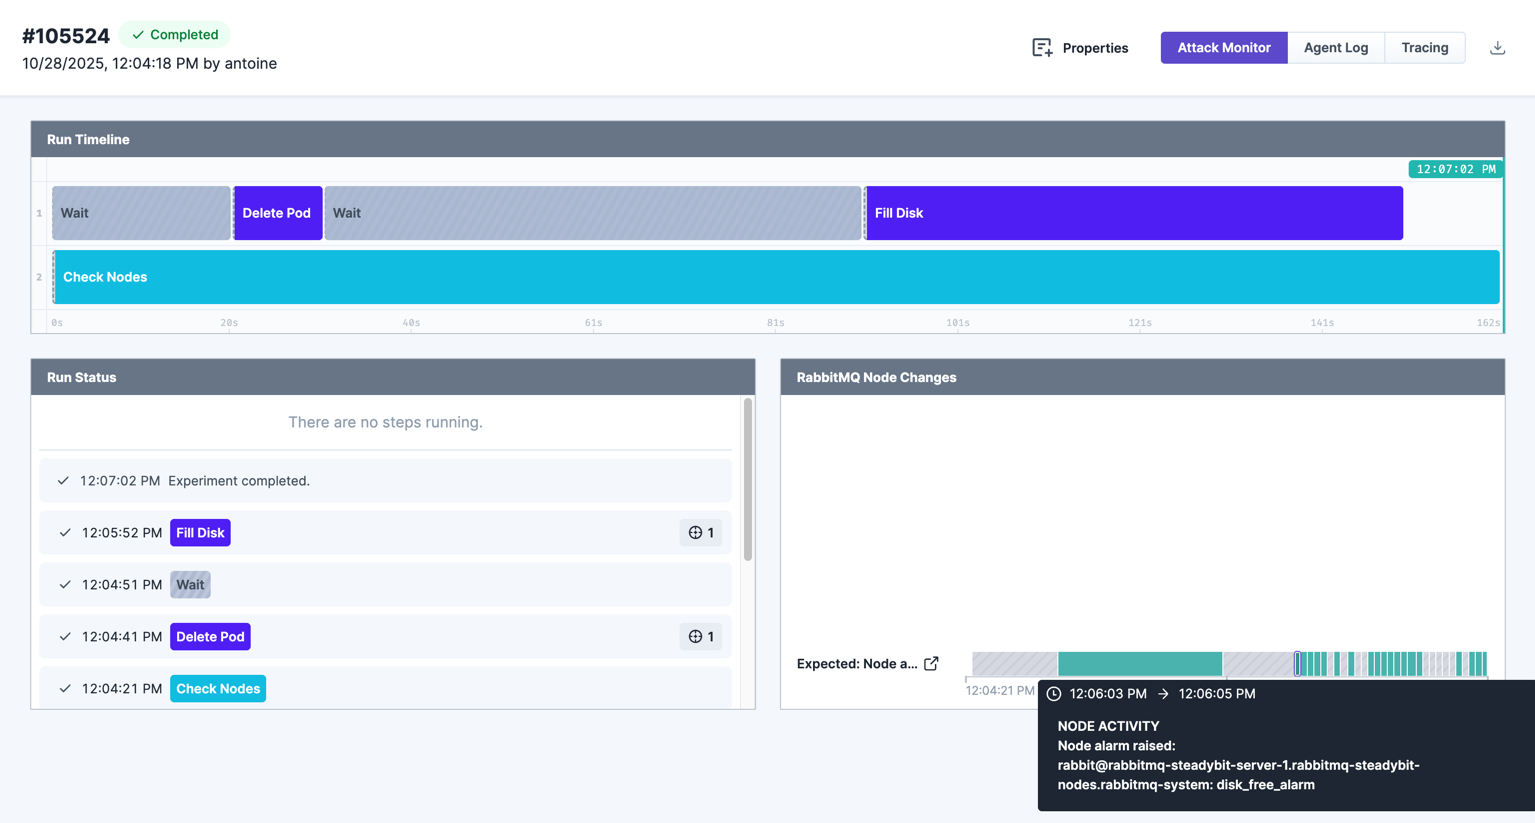 #105524
Completed
10/28/2025, 12:04:18 PM by antoine
Properties
Attack Monitor
Agent Log
Tracing
Run Timeline
12:07:02 PM
1
Wait
Delete Pod
Wait
Fill Disk
2
Check Nodes
0s
20s
40s
61s
81s
101s
121s
141s
162s
Run Status
There are no steps running.
12:07:02 PM Experiment completed.
12:05:52 PM Fill Disk 1
12:04:51 PM Wait
12:04:41 PM Delete Pod 1
12:04:21 PM Check Nodes
RabbitMQ Node Changes
Expected: Node a...
12:04:21 PM
12:06:03 PM → 12:06:05 PM
NODE ACTIVITY
Node alarm raised:
rabbit@rabbitmq-steadybit-server-1.rabbitmq-steadybit-
nodes.rabbitmq-system: disk_free_alarm